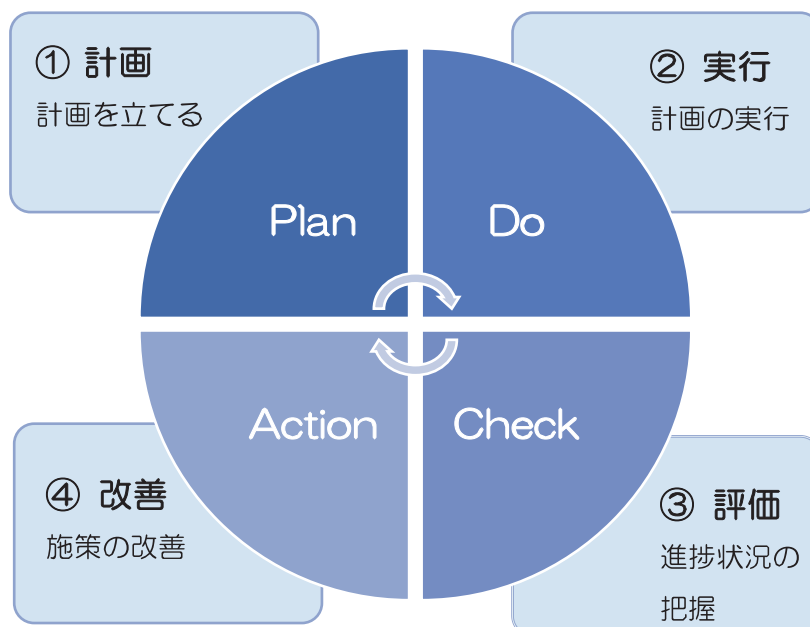 ① 計画
計画を立てる
② 実行
計画の実行
Plan
Do
Action
Check
④ 改善
施策の改善
③ 評価
進捗状況の
把握